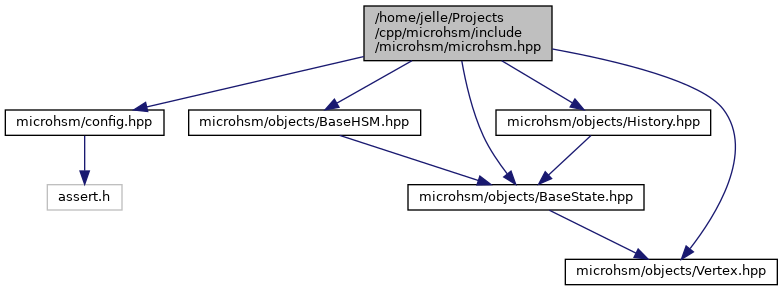 /home/jelle/Projects
/cpp/microhsm/include
/microhsm/microhsm.hpp
microhsm/config.hpp
microhsm/objects/BaseHSM.hpp
microhsm/objects/History.hpp
assert.h
microhsm/objects/BaseState.hpp
microhsm/objects/Vertex.hpp